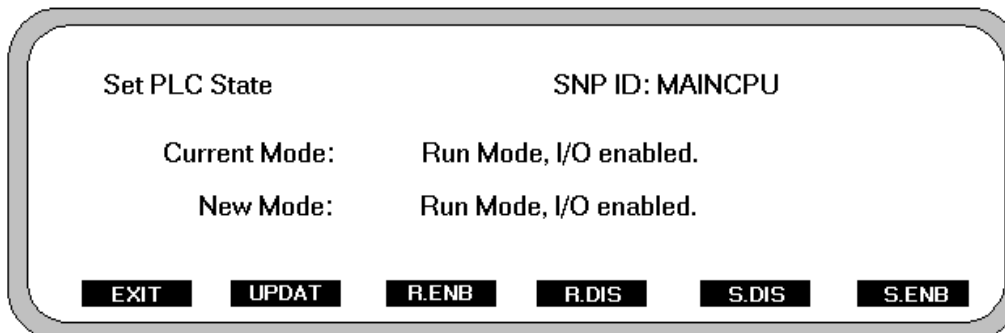 Set PLC State SNP ID: MAINCPU
Current Mode: Run Mode, I/O enabled.
New Mode: Run Mode, I/O enabled.
EXIT UPDAT R.ENB R.DIS S.DIS S.ENB